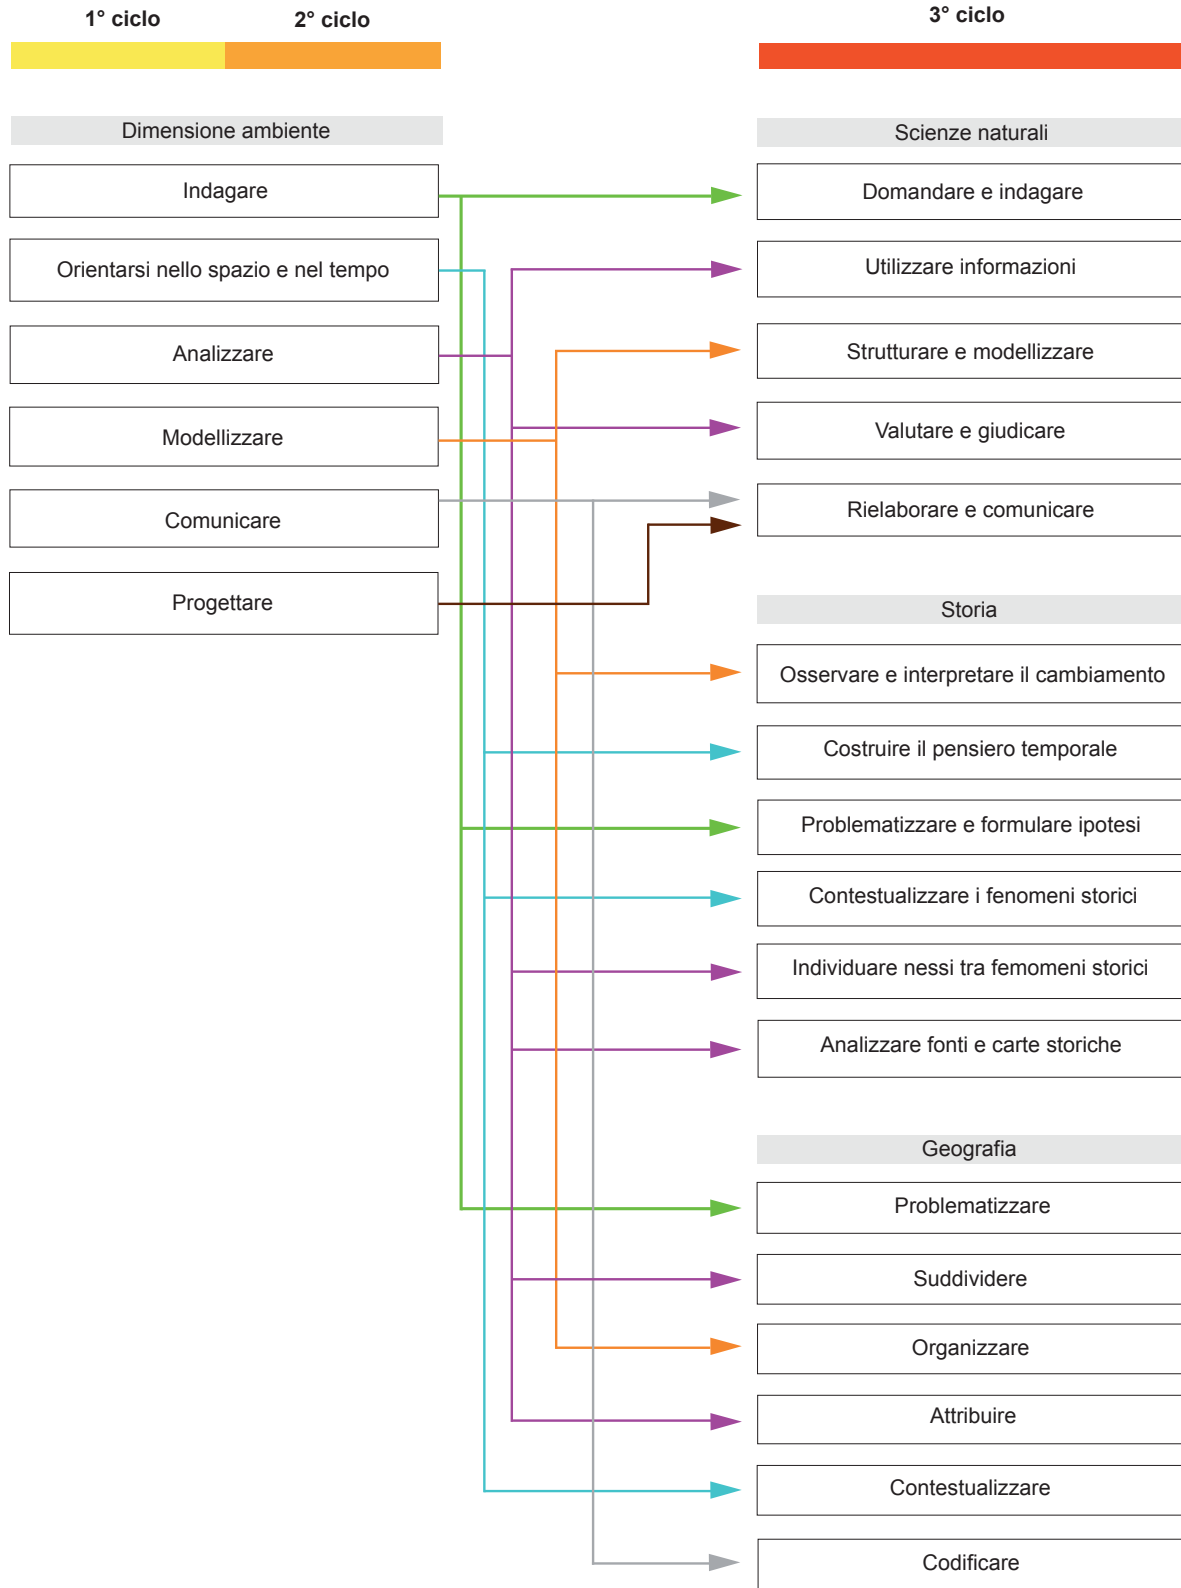 1° ciclo
2° ciclo
3° ciclo
Dimensione ambiente
Indagare
Orientarsi nello spazio e nel tempo
Analizzare
Modellizzare
Comunicare
Progettare
Scienze naturali
Domandare e indagare
Utilizzare informazioni
Strutturare e modellizzare
Valutare e giudicare
Rielaborare e comunicare
Storia
Osservare e interpretare il cambiamento
Costruire il pensiero temporale
Problematizzare e formulare ipotesi
Contestualizzare i fenomeni storici
Individuare nessi tra femomeni storici
Analizzare fonti e carte storiche
Geografia
Problematizzare
Suddividere
Organizzare
Attribuire
Contestualizzare
Codificare